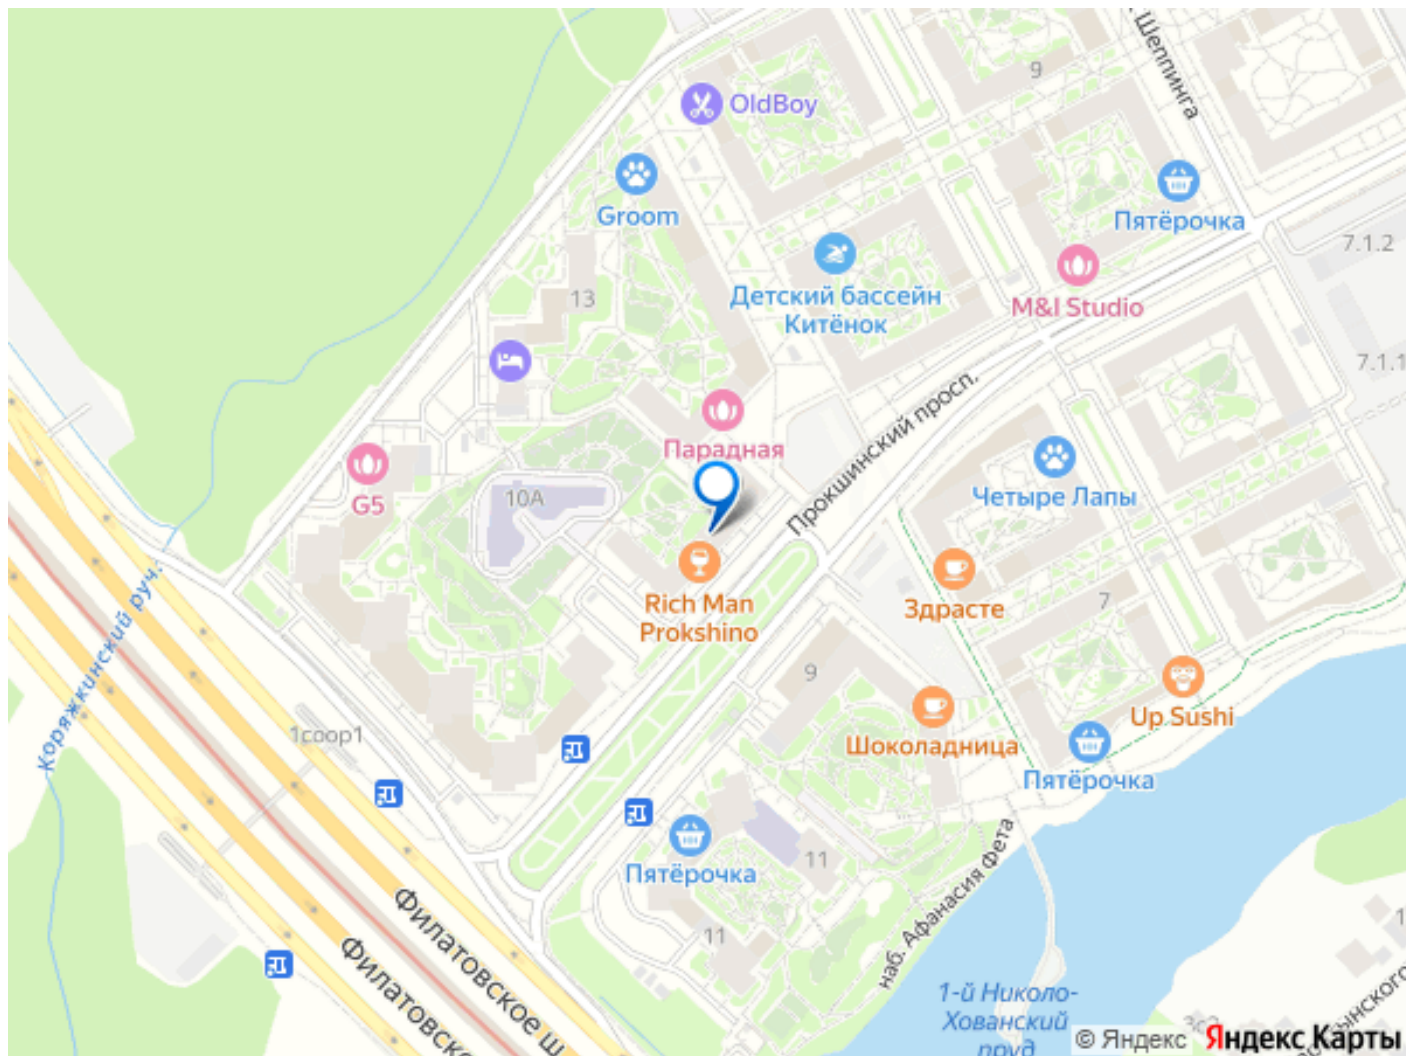 Шеппинга
9
OldBoy
Пятёрочка
Groom
7.1.2
Детский бассейн
Китёнок
M&I Studio
13
7.1.1
Прокшинский просп.
Парадная
Четыре Лапы
G5
10А
Rich Man
Prokshino
Здрасте
7
Коряжкинский руч.
9
Up Sushi
1соор1
Шоколадница
Пятёрочка
Пятёрочка
11
наб. Афанасия Фета
11
Филатовское ш.
Филатовско
1-й Николо-
Хованский
пруд
© Яндекс
Яндекс Карты